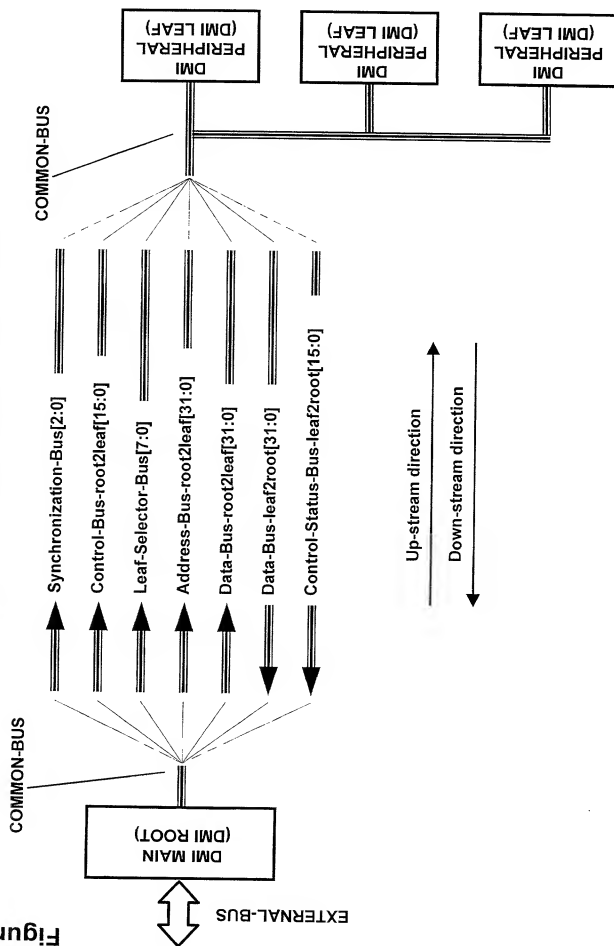 Figur
EXTERNAL-BUS
DMI MAIN
(DMI ROOT)
COMMON-BUS
Synchronization-Bus[2:0]
Control-Bus-root2leaf[15:0]
Leaf-Selector-Bus[7:0]
Address-Bus-root2leaf[31:0]
Data-Bus-root2leaf[31:0]
Data-Bus-leaf2root[31:0]
Control-Status-Bus-leaf2root[15:0]
Up-stream direction
Down-stream direction
COMMON-BUS
DMI
PERIPHERAL
(DMI LEAF)
DMI
PERIPHERAL
(DMI LEAF)
DMI
PERIPHERAL
(DMI LEAF)